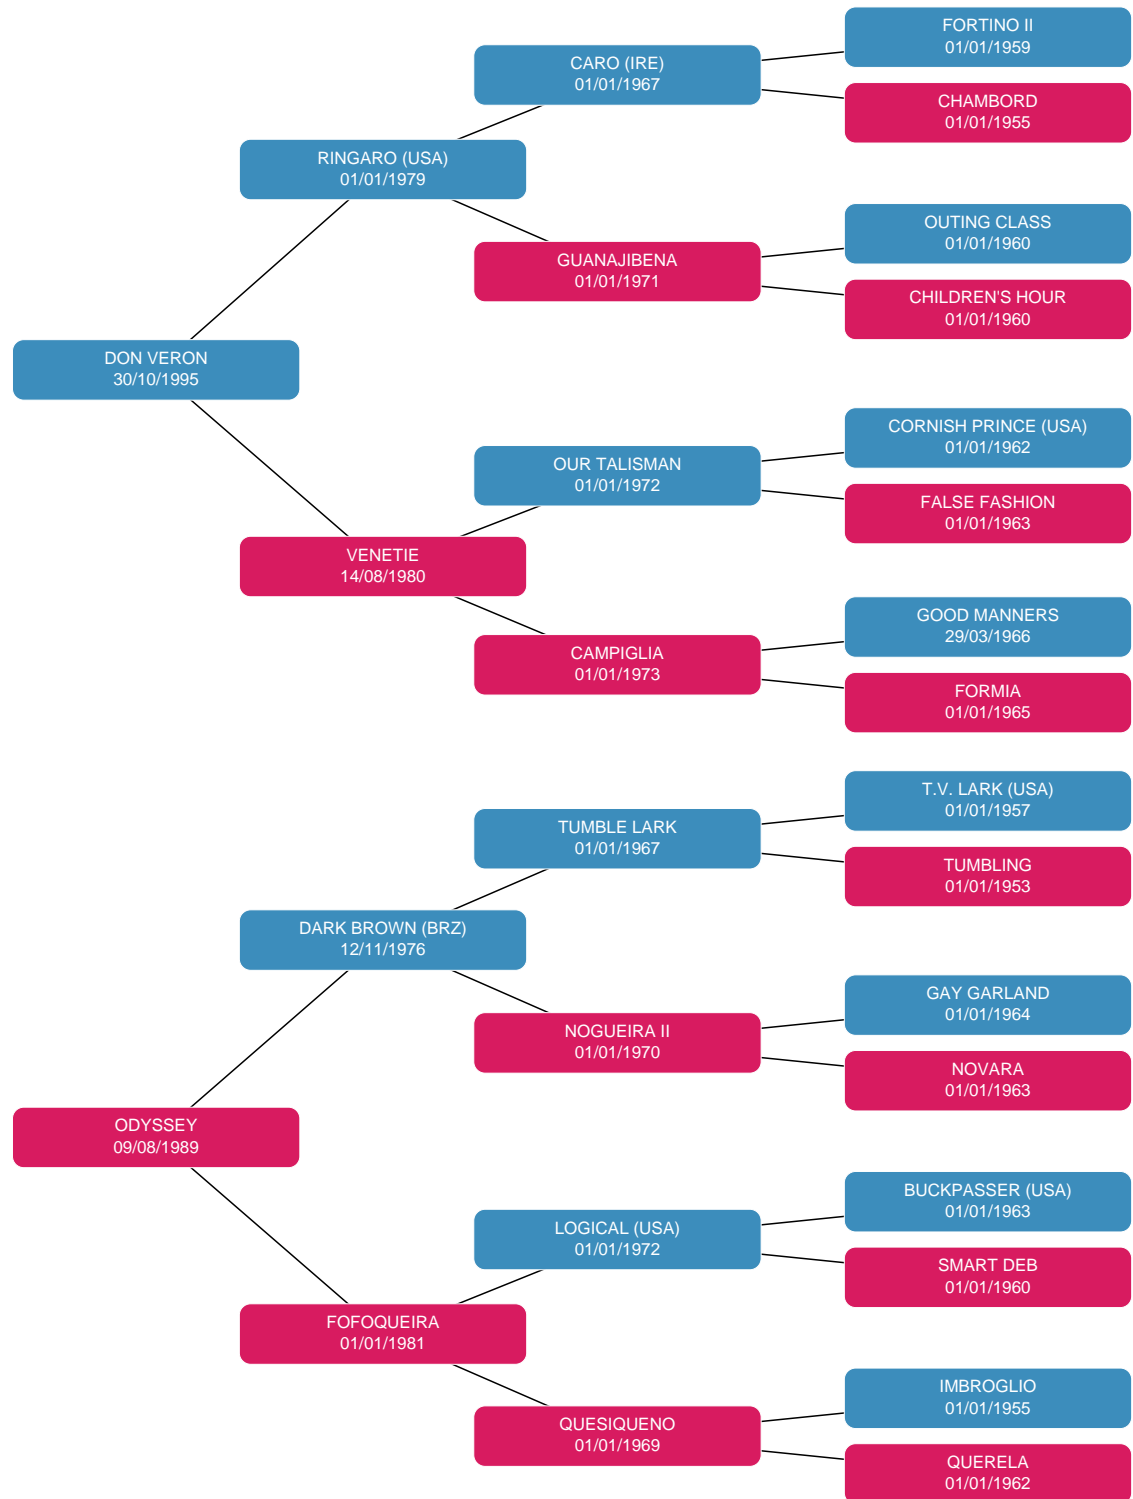 FORTINO II
01/01/1959
CARO (IRE)
01/01/1967
CHAMBORD
01/01/1955
RINGARO (USA)
01/01/1979
OUTING CLASS
01/01/1960
GUANAJIBENA
01/01/1971
CHILDREN'S HOUR
01/01/1960
DON VERON
30/10/1995
CORNISH PRINCE (USA)
01/01/1962
OUR TALISMAN
01/01/1972
FALSE FASHION
01/01/1963
VENETIE
14/08/1980
GOOD MANNERS
29/03/1966
CAMPIGLIA
01/01/1973
FORMIA
01/01/1965
T.V. LARK (USA)
01/01/1957
TUMBLE LARK
01/01/1967
TUMBLING
01/01/1953
DARK BROWN (BRZ)
12/11/1976
GAY GARLAND
01/01/1964
NOGUEIRA II
01/01/1970
NOVARA
01/01/1963
ODYSSEY
09/08/1989
BUCKPASSER (USA)
01/01/1963
LOGICAL (USA)
01/01/1972
SMART DEB
01/01/1960
FOFOQUEIRA
01/01/1981
IMBROGLIO
01/01/1955
QUESIQUENO
01/01/1969
QUERELA
01/01/1962